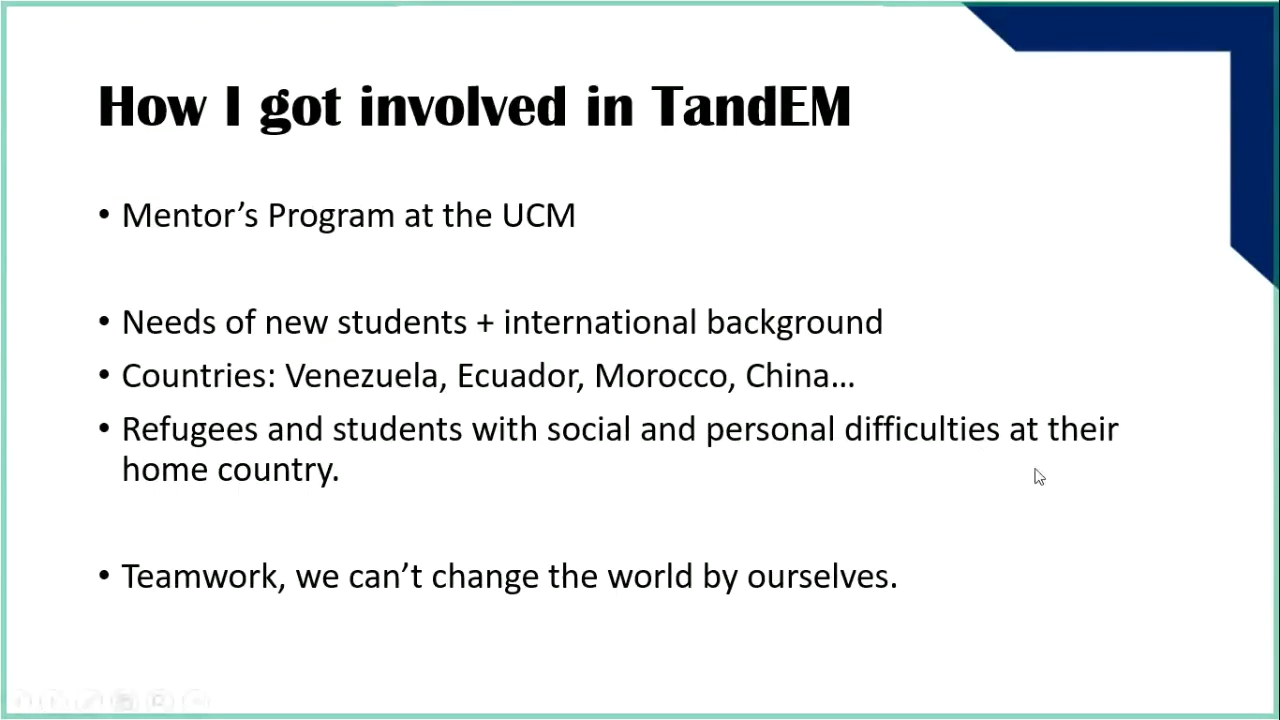 How I got involved in TandEM
• Mentor’s Program at the UCM
• Needs of new students + international background
• Countries: Venezuela, Ecuador, Morocco, China…
• Refugees and students with social and personal difficulties at their
home country.
• Teamwork, we can’t change the world by ourselves.